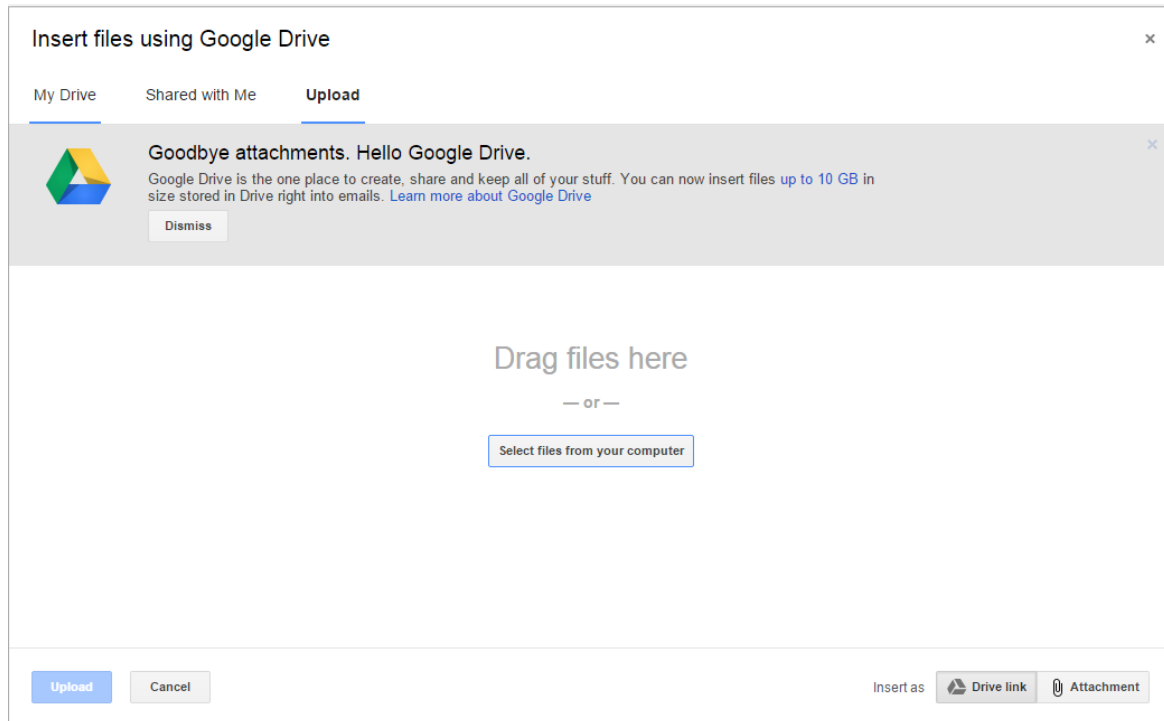 Insert files using Google Drive
×
My Drive Shared with Me Upload
×
Goodbye attachments. Hello Google Drive.
Google Drive is the one place to create, share and keep all of your stuff. You can now insert files up to 10 GB in
size stored in Drive right into emails. Learn more about Google Drive
Dismiss
Drag files here
— or —
Select files from your computer
Upload Cancel Insert as Drive link Attachment